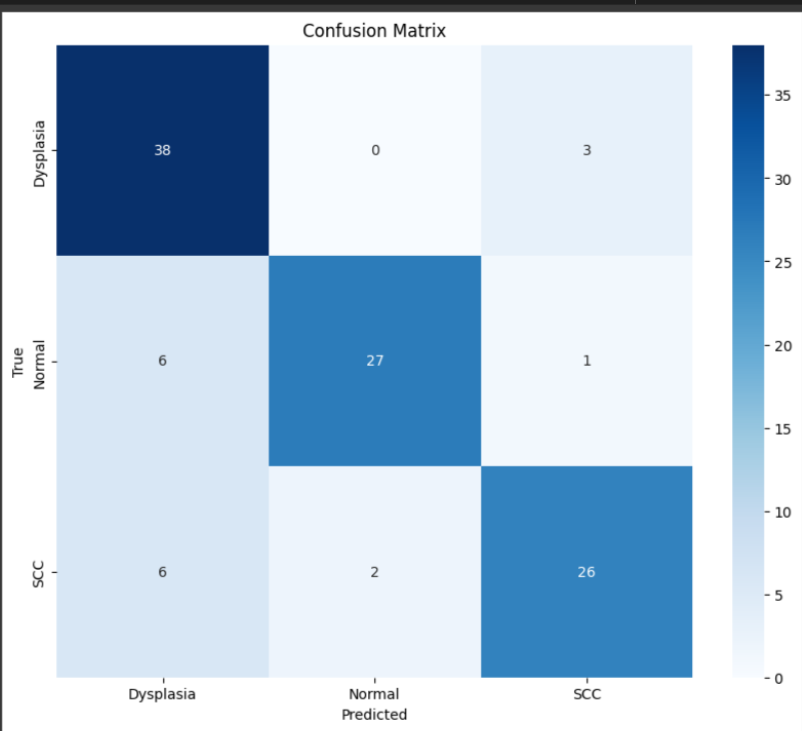 Confusion Matrix
Dysplasia
38
0
3
True
Normal
6
27
1
SCC
6
2
26
Dysplasia
Normal
SCC
Predicted
35
30
25
20
15
10
5
0